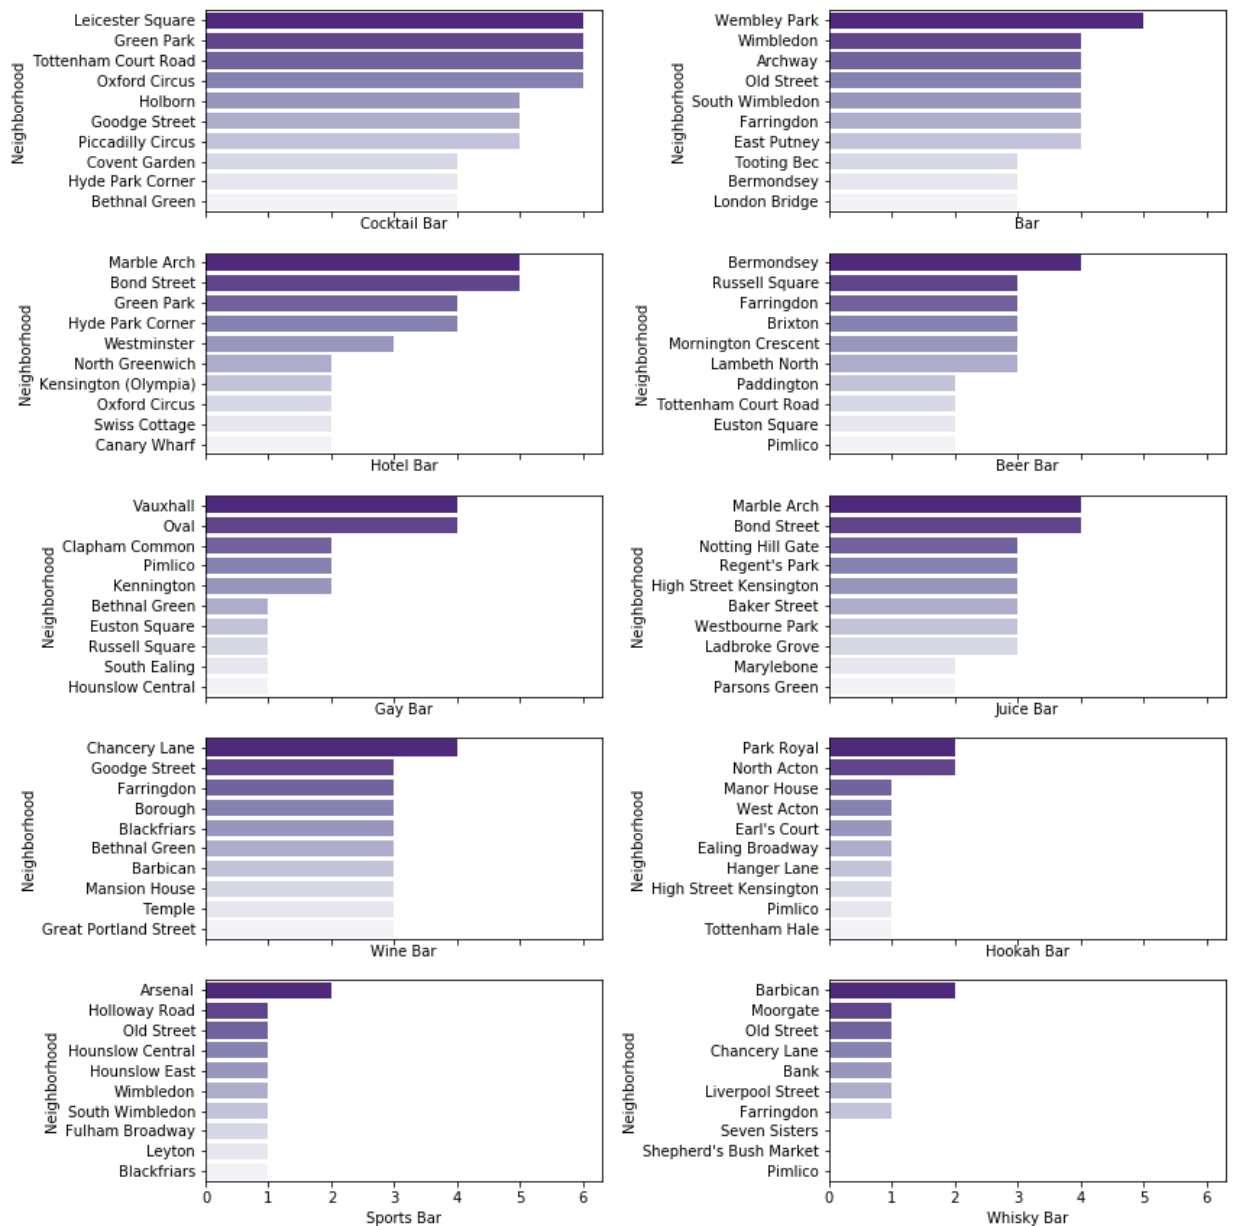 Neighborhood
Leicester Square
Green Park
Tottenham Court Road
Oxford Circus
Holborn
Goodge Street
Piccadilly Circus
Covent Garden
Hyde Park Corner
Bethnal Green
Cocktail Bar
Neighborhood
Wembley Park
Wimbledon
Archway
Old Street
South Wimbledon
Farringdon
East Putney
Tooting Bec
Bermondsey
London Bridge
Bar
Neighborhood
Marble Arch
Bond Street
Green Park
Hyde Park Corner
Westminster
North Greenwich
Kensington (Olympia)
Oxford Circus
Swiss Cottage
Canary Wharf
Hotel Bar
Neighborhood
Bermondsey
Russell Square
Farringdon
Brixton
Mornington Crescent
Lambeth North
Paddington
Tottenham Court Road
Euston Square
Pimlico
Beer Bar
Neighborhood
Vauxhall
Oval
Clapham Common
Pimlico
Kennington
Bethnal Green
Euston Square
Russell Square
South Ealing
Hounslow Central
Gay Bar
Neighborhood
Marble Arch
Bond Street
Notting Hill Gate
Regent's Park
High Street Kensington
Baker Street
Westbourne Park
Ladbroke Grove
Marylebone
Parsons Green
Juice Bar
Neighborhood
Chancery Lane
Goodge Street
Farringdon
Borough
Blackfriars
Bethnal Green
Barbican
Mansion House
Temple
Great Portland Street
Wine Bar
Neighborhood
Park Royal
North Acton
Manor House
West Acton
Earl's Court
Ealing Broadway
Hanger Lane
High Street Kensington
Pimlico
Tottenham Hale
Hookah Bar
Neighborhood
Arsenal
Holloway Road
Old Street
Hounslow Central
Hounslow East
Wimbledon
South Wimbledon
Fulham Broadway
Leyton
Blackfriars
0 1 2 3 4 5 6
Sports Bar
Neighborhood
Barbican
Moorgate
Old Street
Chancery Lane
Bank
Liverpool Street
Farringdon
Seven Sisters
Shepherd's Bush Market
Pimlico
0 1 2 3 4 5 6
Whisky Bar